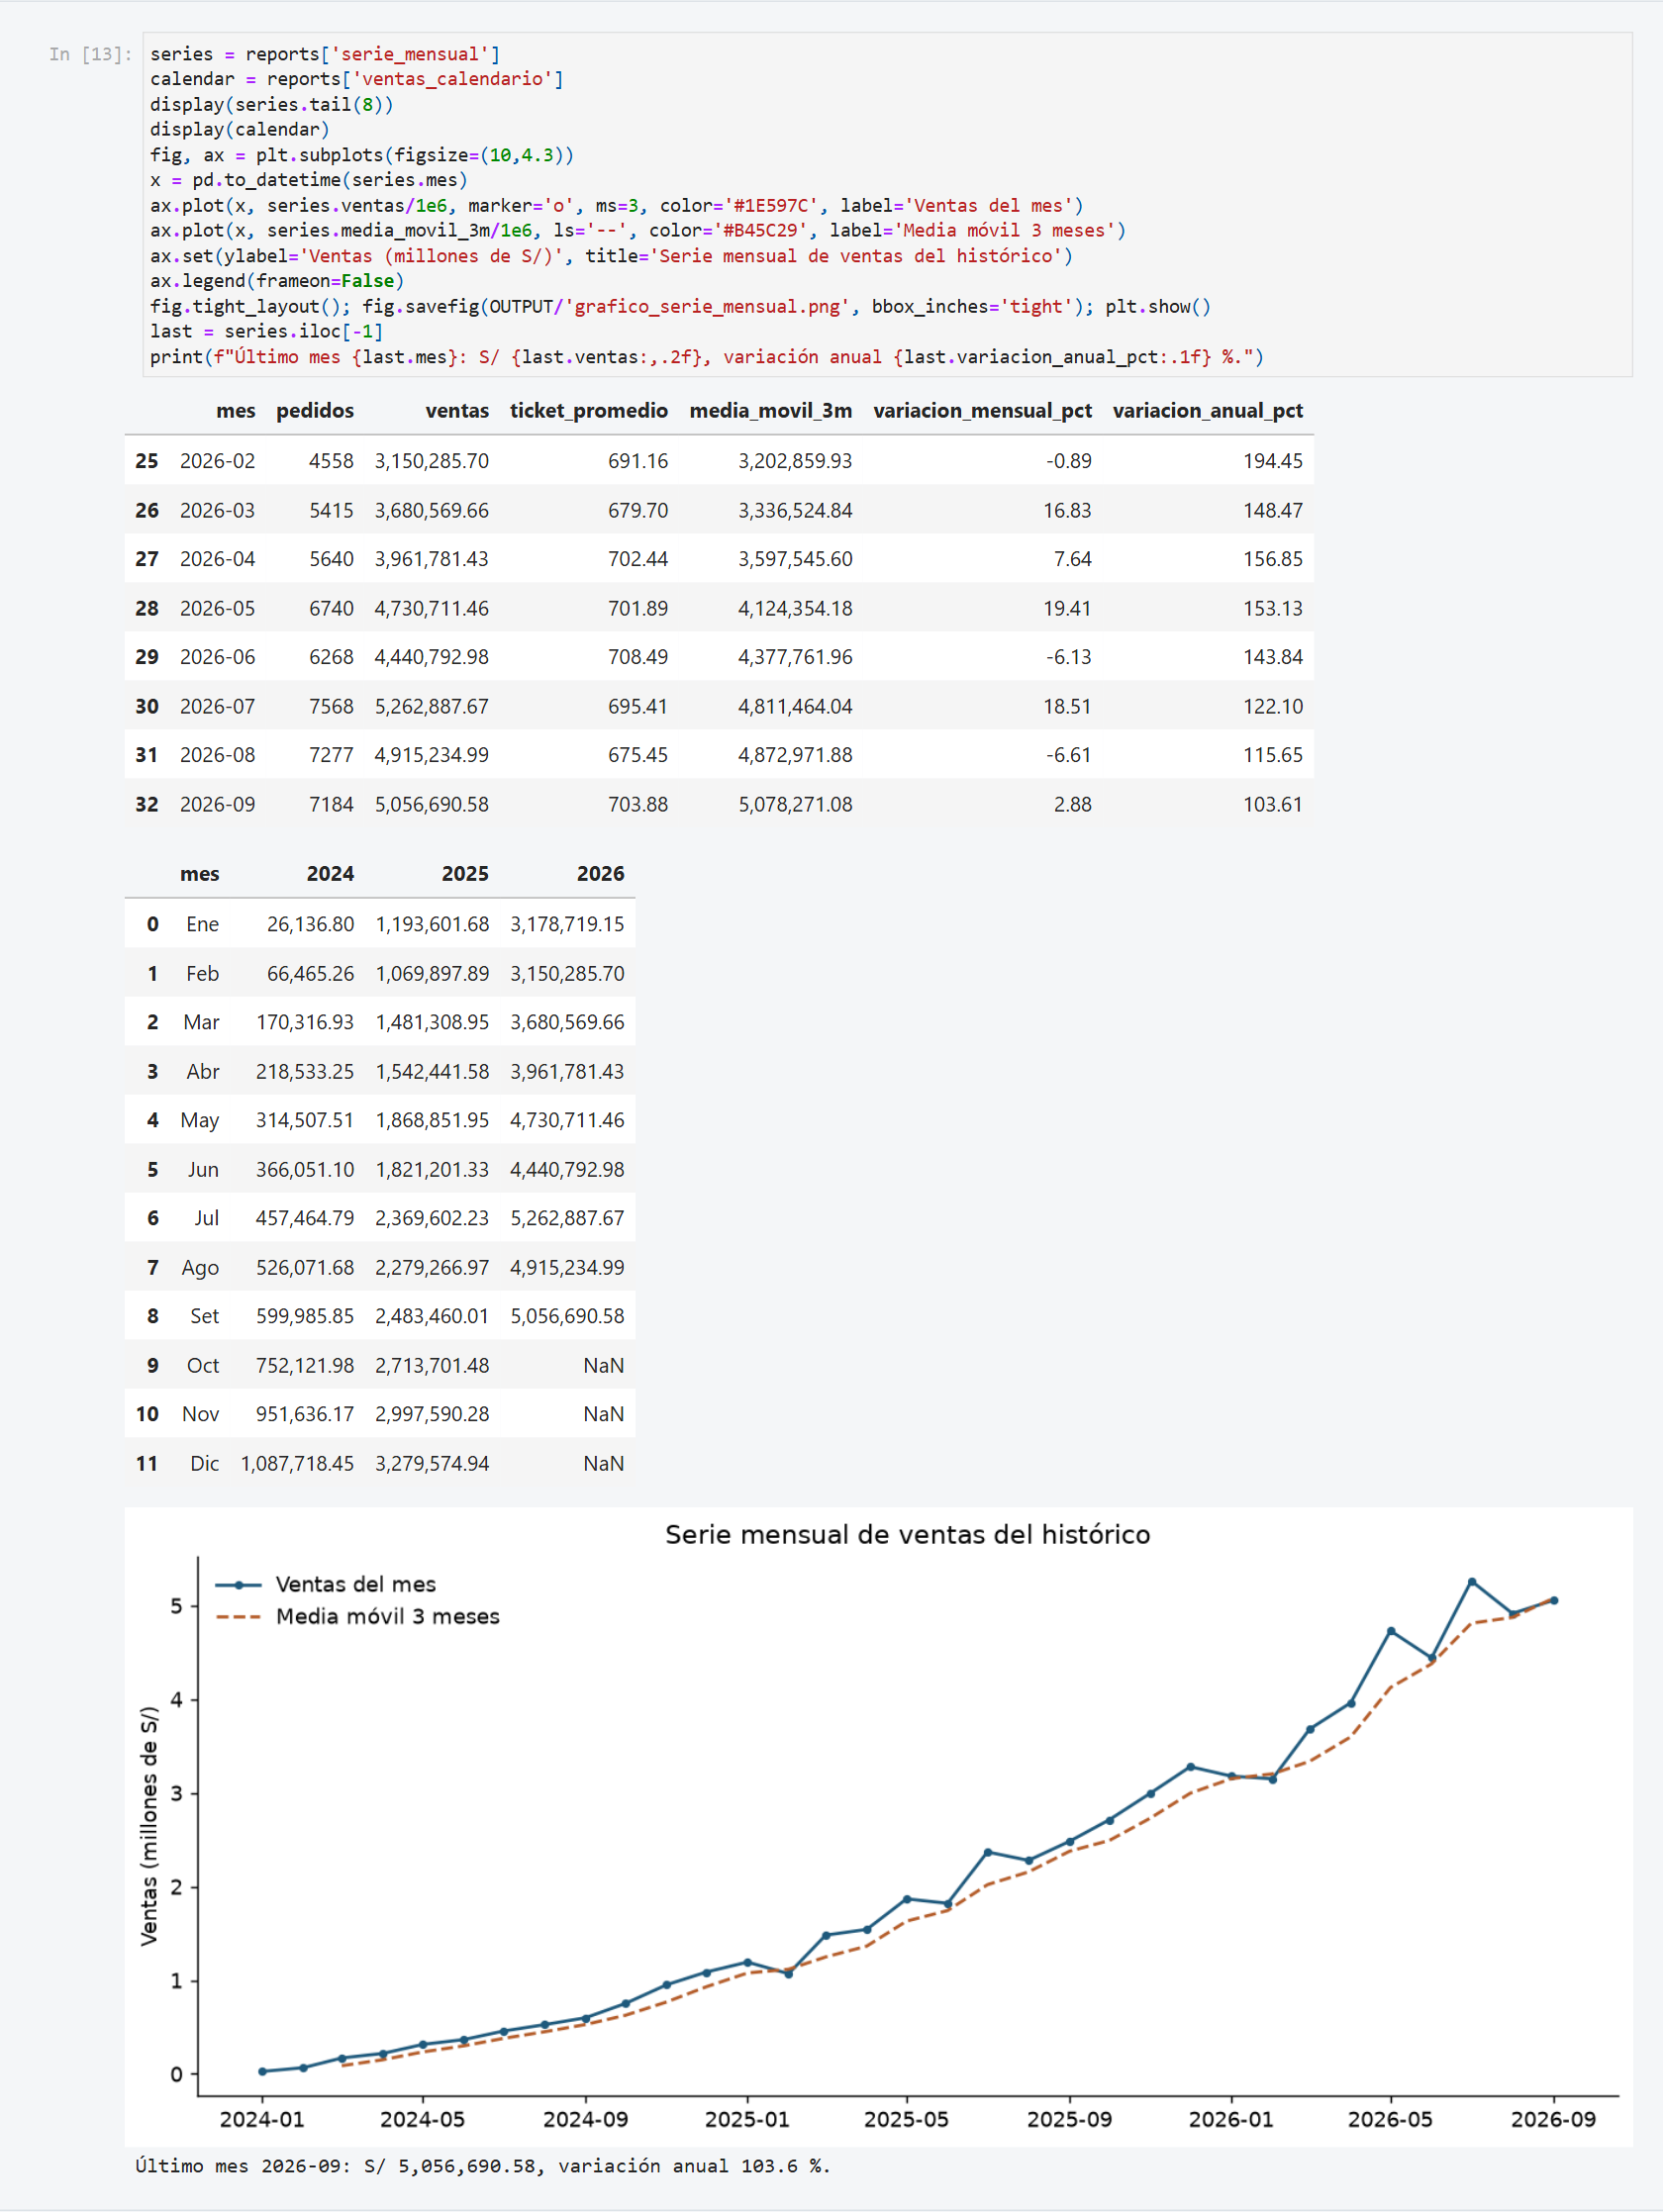 In [13]:
series = reports['serie_mensual']
calendar = reports['ventas_calendario']
display(series.tail(8))
display(calendar)
fig, ax = plt.subplots(figsize=(10,4.3))
x = pd.to_datetime(series.mes)
ax.plot(x, series.ventas/1e6, marker='o', ms=3, color='#1E597C', label='Ventas del mes')
ax.plot(x, series.media_movil_3m/1e6, ls='--', color='#B45C29', label='Media móvil 3 meses')
ax.set(ylabel='Ventas (millones de S/)', title='Serie mensual de ventas del histórico')
ax.legend(frameon=False)
fig.tight_layout(); fig.savefig(OUTPUT/'grafico_serie_mensual.png', bbox_inches='tight'); plt.show()
last = series.iloc[-1]
print(f"Último mes {last.mes}: S/ {last.ventas:,.2f}, variación anual {last.variacion_anual_pct:.1f} %.")
mes pedidos ventas ticket_promedio media_movil_3m variacion_mensual_pct variacion_anual_pct
25 2026-02 4558 3,150,285.70 691.16 3,202,859.93 -0.89 194.45
26 2026-03 5415 3,680,569.66 679.70 3,336,524.84 16.83 148.47
27 2026-04 5640 3,961,781.43 702.44 3,597,545.60 7.64 156.85
28 2026-05 6740 4,730,711.46 701.89 4,124,354.18 19.41 153.13
29 2026-06 6268 4,440,792.98 708.49 4,377,761.96 -6.13 143.84
30 2026-07 7568 5,262,887.67 695.41 4,811,464.04 18.51 122.10
31 2026-08 7277 4,915,234.99 675.45 4,872,971.88 -6.61 115.65
32 2026-09 7184 5,056,690.58 703.88 5,078,271.08 2.88 103.61
mes 2024 2025 2026
0 Ene 26,136.80 1,193,601.68 3,178,719.15
1 Feb 66,465.26 1,069,897.89 3,150,285.70
2 Mar 170,316.93 1,481,308.95 3,680,569.66
3 Abr 218,533.25 1,542,441.58 3,961,781.43
4 May 314,507.51 1,868,851.95 4,730,711.46
5 Jun 366,051.10 1,821,201.33 4,440,792.98
6 Jul 457,464.79 2,369,602.23 5,262,887.67
7 Ago 526,071.68 2,279,266.97 4,915,234.99
8 Set 599,985.85 2,483,460.01 5,056,690.58
9 Oct 752,121.98 2,713,701.48 NaN
10 Nov 951,636.17 2,997,590.28 NaN
11 Dic 1,087,718.45 3,279,574.94 NaN
Serie mensual de ventas del histórico
Ventas del mes
Media móvil 3 meses
Ventas (millones de S/)
5
4
3
2
1
0
2024-01 2024-05 2024-09 2025-01 2025-05 2025-09 2026-01 2026-05 2026-09
Último mes 2026-09: S/ 5,056,690.58, variación anual 103.6 %.